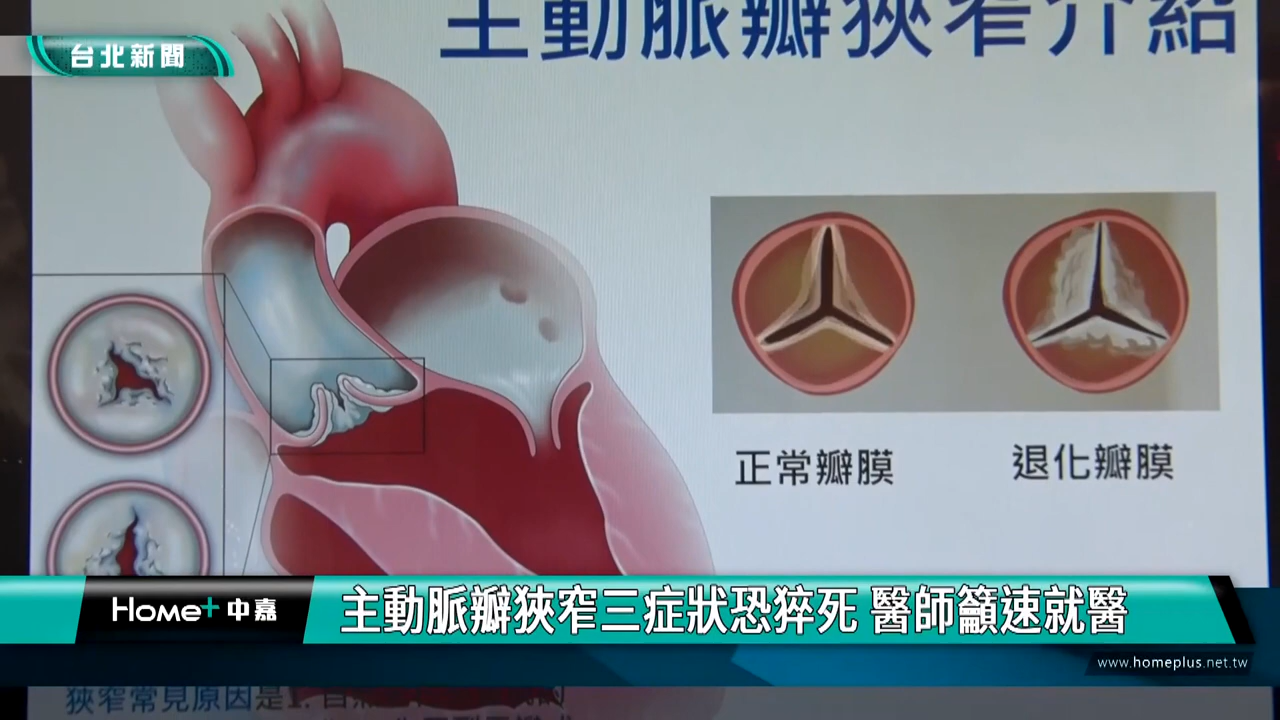 主動脈瓣狹窄介紹
台北新聞
正常瓣膜
退化瓣膜
Home+中嘉
主動脈瓣狹窄三症狀恐猝死 醫師籲速就醫
www.homeplus.net.tw
狹窄常見原因是1.